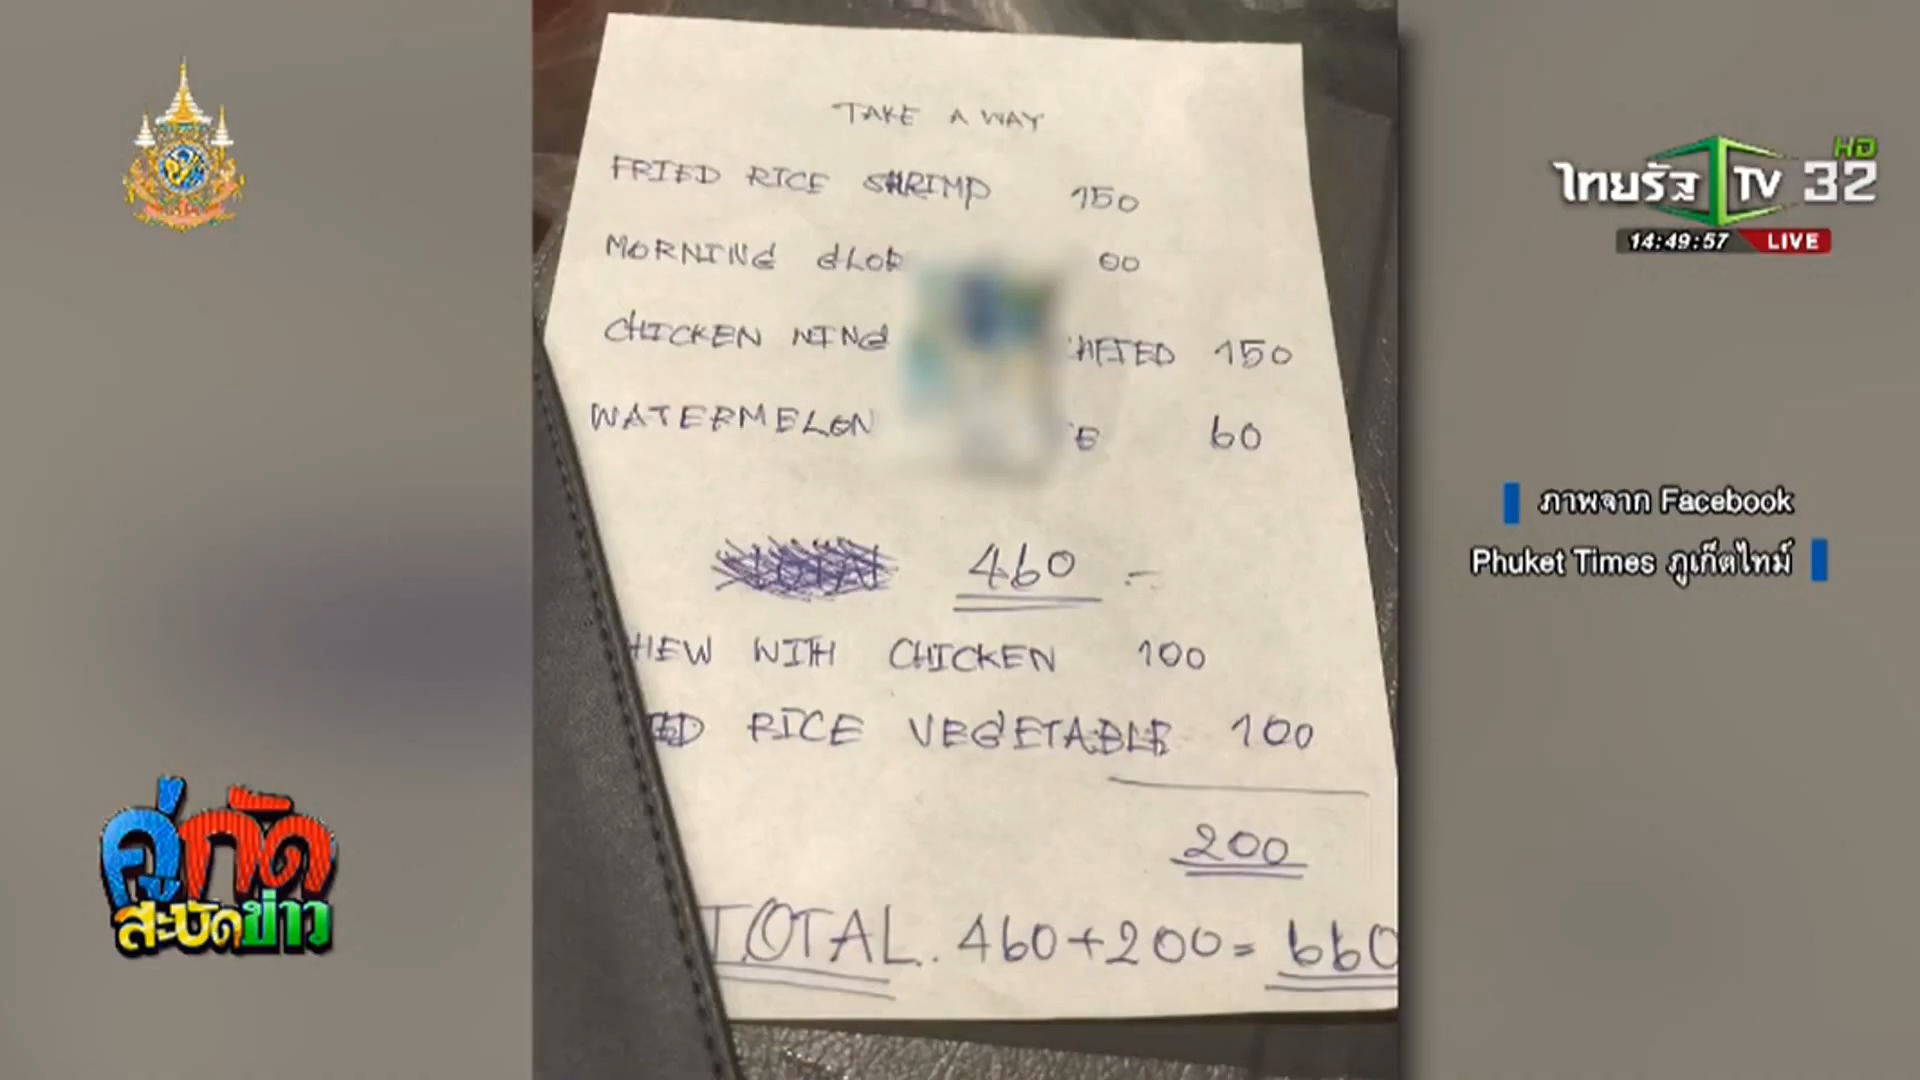 TAKE A WAY
FRIED RICE SHRIMP 150
MORNING GLOR 00
CHICKEN NING 150
WATERMELON 60
460 .-
HEW WITH CHICKEN 100
ED RICE VEGETABLE 100
200
TOTAL. 460+200= 660
ไทยรัฐ TV HD 32
14:49:57 LIVE
ภาพจาก Facebook
Phuket Times ภูเก็ตไทม์
คู่กัด
สะบัดข่าว